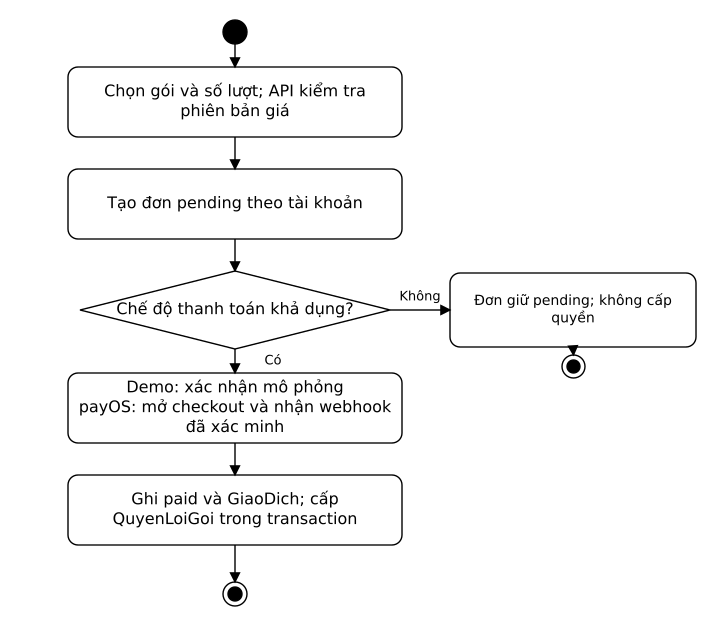 Chọn gói và số lượt; API kiểm tra
phiên bản giá
Tạo đơn pending theo tài khoản
Chế độ thanh toán khả dụng?
Không
Đơn giữ pending; không cấp
quyền
Có
Demo: xác nhận mô phỏng
payOS: mở checkout và nhận webhook
đã xác minh
Ghi paid và GiaoDich; cấp
QuyenLoiGoi trong transaction